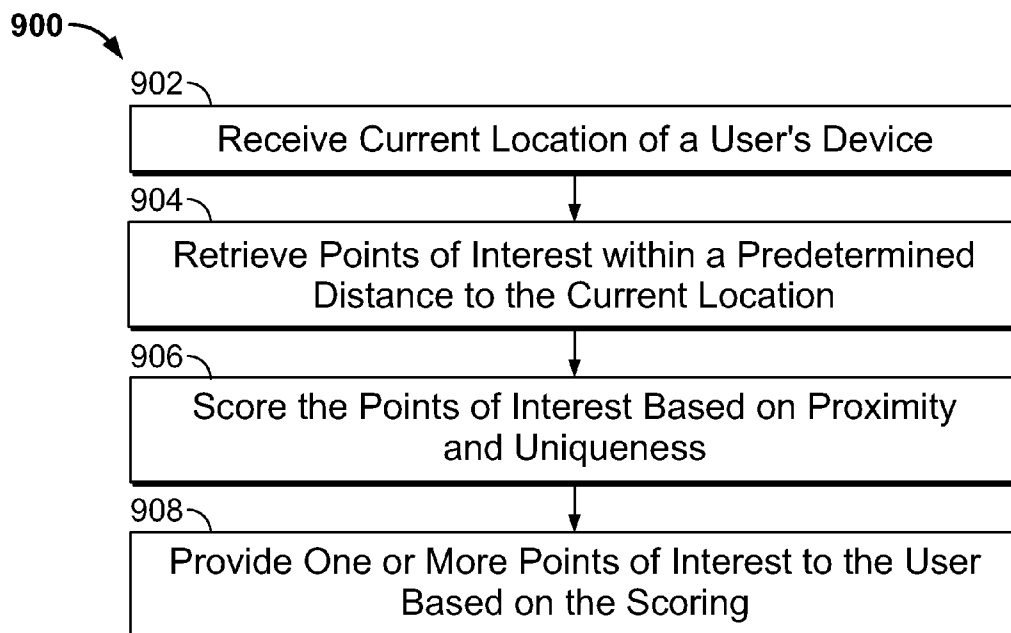 900
902
Receive Current Location of a User's Device
904
Retrieve Points of Interest within a Predetermined
Distance to the Current Location
906
Score the Points of Interest Based on Proximity
and Uniqueness
908
Provide One or More Points of Interest to the User
Based on the Scoring